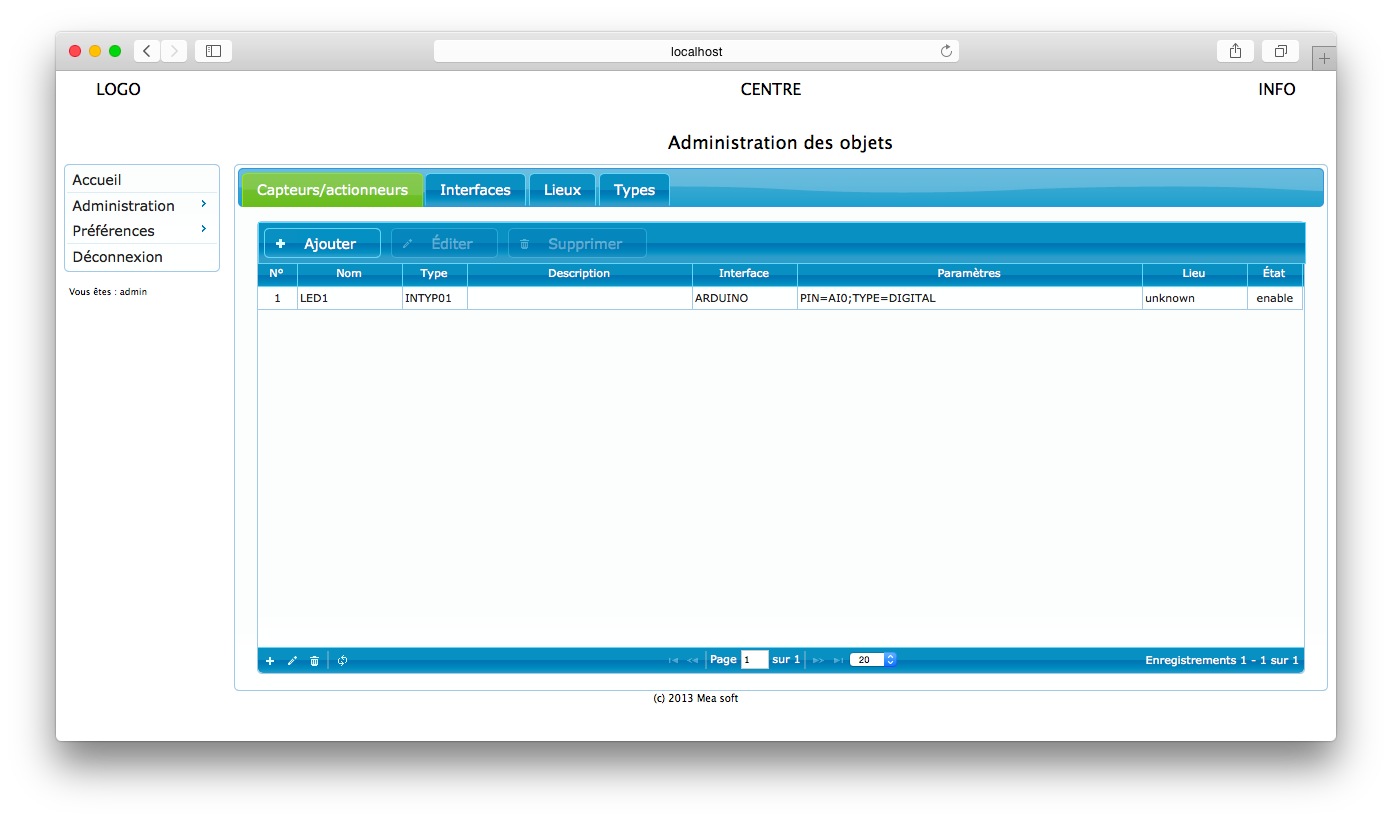 localhost
LOGO CENTRE INFO
Administration des objets
Accueil
Administration
Préférences
Déconnexion
Vous êtes : admin
Capteurs/actionneurs Interfaces Lieux Types
Ajouter Éditer Supprimer
N° Nom Type Description Interface Paramètres Lieu État
1 LED1 INTYP01 ARDUINO PIN=AI0;TYPE=DIGITAL unknown enable
Page 1 sur 1 20 Enregistrements 1 - 1 sur 1
(c) 2013 Mea soft